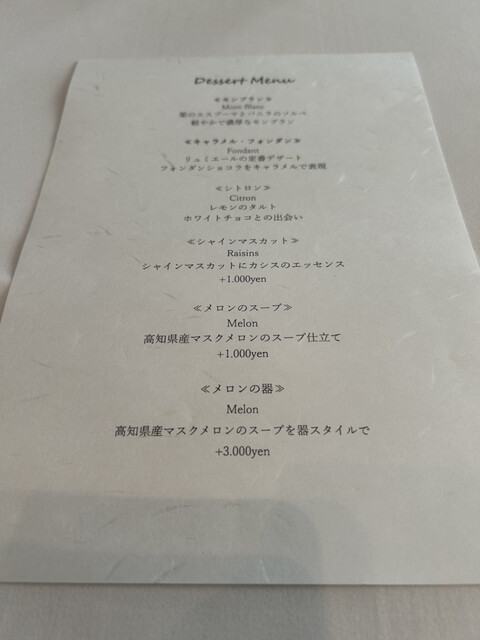 Dessert Menu
≪モンブラン≫
Mont Blanc
栗のエスプーマとバニラのソルベ
軽やかで濃厚なモンブラン
≪キャラメル・フォンダン≫
Fondant
リュミエールの定番デザート
フォンダンショコラをキャラメルで表現
≪シトロン≫
Citron
レモンのタルト
ホワイトチョコとの出会い
≪シャインマスカット≫
Raisins
シャインマスカットにカシスのエッセンス
+1.000yen
≪メロンのスープ≫
Melon
高知県産マスクメロンのスープ仕立て
+1.000yen
≪メロンの器≫
Melon
高知県産マスクメロンのスープを器スタイルで
+3.000yen